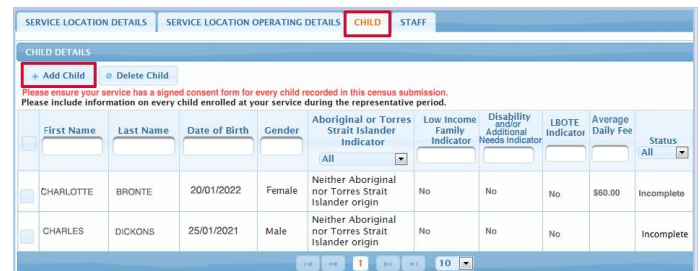 SERVICE LOCATION DETAILS SERVICE LOCATION OPERATING DETAILS CHILD STAFF
CHILD DETAILS
+ Add Child Delete Child
Please ensure your service has a signed consent form for every child recorded in this census submission.
Please include information on every child enrolled at your service during the representative period.
First Name Last Name Date of Birth Gender Aboriginal or Torres Strait Islander Indicator Low Income Family Indicator Disability and/or Additional Needs Indicator LBOTE Indicator Average Daily Fee Status
All All
CHARLOTTE BRONTE 20/01/2022 Female Neither Aboriginal nor Torres Strait Islander origin No No No $60.00 Incomplete
CHARLES DICKONS 25/01/2021 Male Neither Aboriginal nor Torres Strait Islander origin No No No Incomplete
1 10